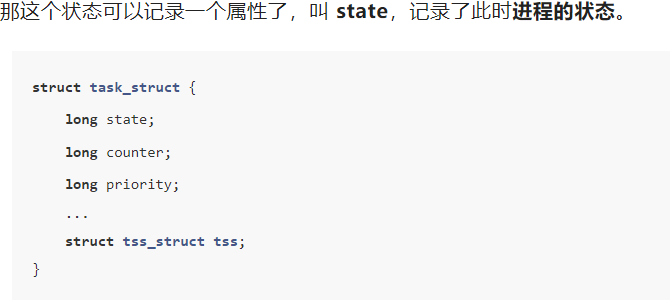 那这个状态可以记录一个属性了，叫 state，记录了此时进程的状态。
struct task_struct {
    long state;
    long counter;
    long priority;
    ...
    struct tss_struct tss;
}